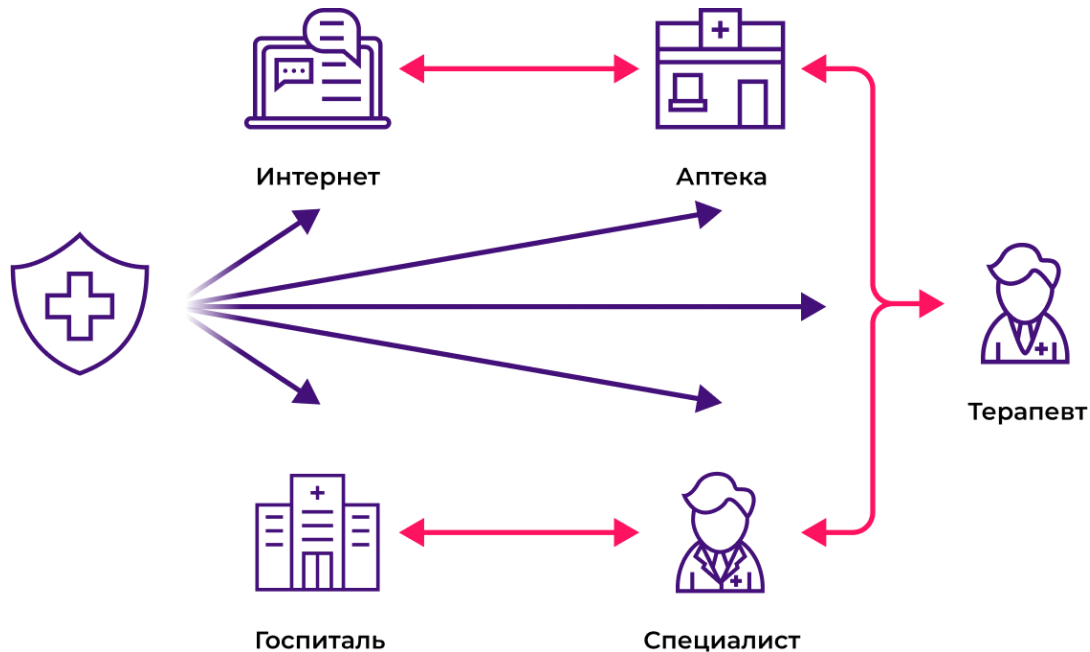 Интернет
Аптека
Терапевт
Госпиталь
Специалист